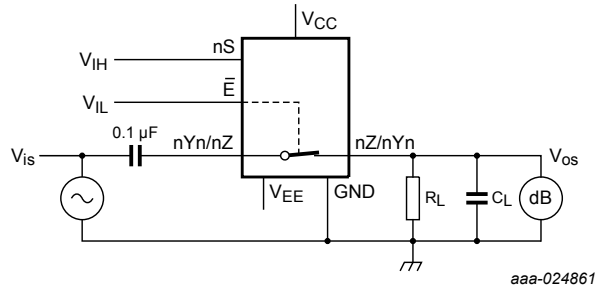 VCC
nS
VIH
E̅
VIL
0.1 µF
nYn/nZ
nZ/nYn
Vis
Vos
VEE
GND
RL
CL
dB
aaa-024861